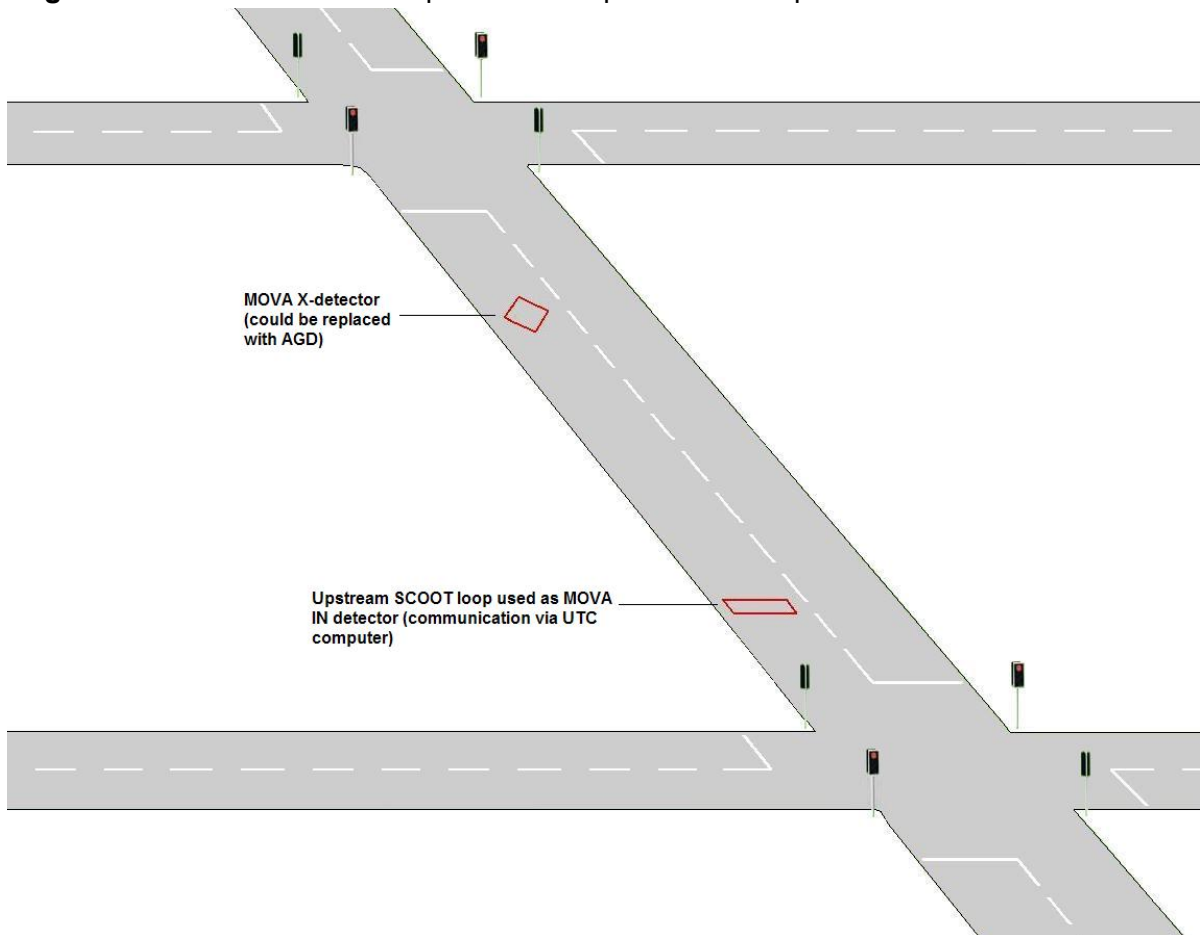 MOVA X-detector
(could be replaced
with AGD)
Upstream SCOOT loop used as MOVA
IN detector (communication via UTC
computer)